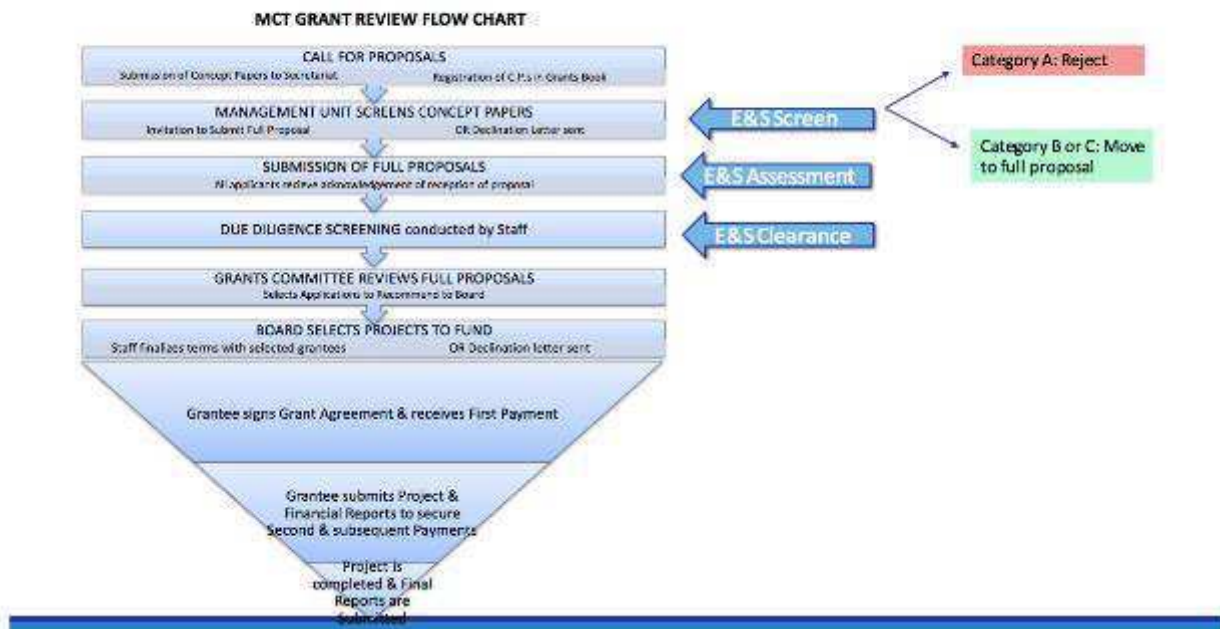 MCT GRANT REVIEW FLOW CHART
CALL FOR PROPOSALS
Submission of Concept Papers to Secretariat
Registration of C.P.s in Grants Book
MANAGEMENT UNIT SCREENS CONCEPT PAPERS
Invitation to Submit Full Proposal
OR Declination Letter sent
SUBMISSION OF FULL PROPOSALS
All applicants recieve acknowledgement of reception of proposal
DUE DILIGENCE SCREENING conducted by Staff
GRANTS COMMITTEE REVIEWS FULL PROPOSALS
Selects Applications to Recommend to Board
BOARD SELECTS PROJECTS TO FUND
Staff finalizes terms with selected grantees
OR Declination letter sent
Grantee signs Grant Agreement & receives First Payment
Grantee submits Project &
Financial Reports to secure
Second & subsequent Payments
Project is
completed & Final
Reports are
Submitted
E&S Screen
E&S Assessment
E&S Clearance
Category A: Reject
Category B or C: Move
to full proposal